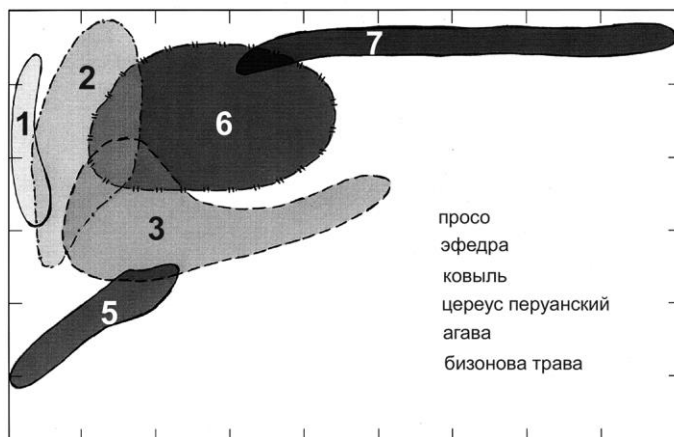 7
2
1
6
3
5
просо
эфедра
ковыль
цереус перуанский
агава
бизонова трава